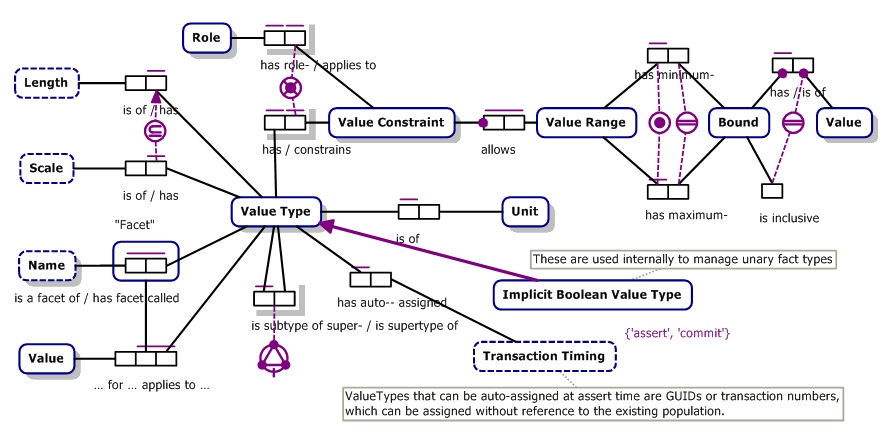 Role
has role- / applies to
has minimum-
Length
is of / has
has / is of
Value Constraint
Value Range
Bound
Value
has / constrains
allows
Scale
is of / has
has maximum-
is inclusive
"Facet"
Value Type
Unit
is of
These are used internally to manage unary fact types
Name
is a facet of / has facet called
has auto-- assigned
Implicit Boolean Value Type
is subtype of super- / is supertype of
{'assert', 'commit'}
Value
Transaction Timing
... for ... applies to ...
ValueTypes that can be auto-assigned at assert time are GUIDs or transaction numbers,
which can be assigned without reference to the existing population.